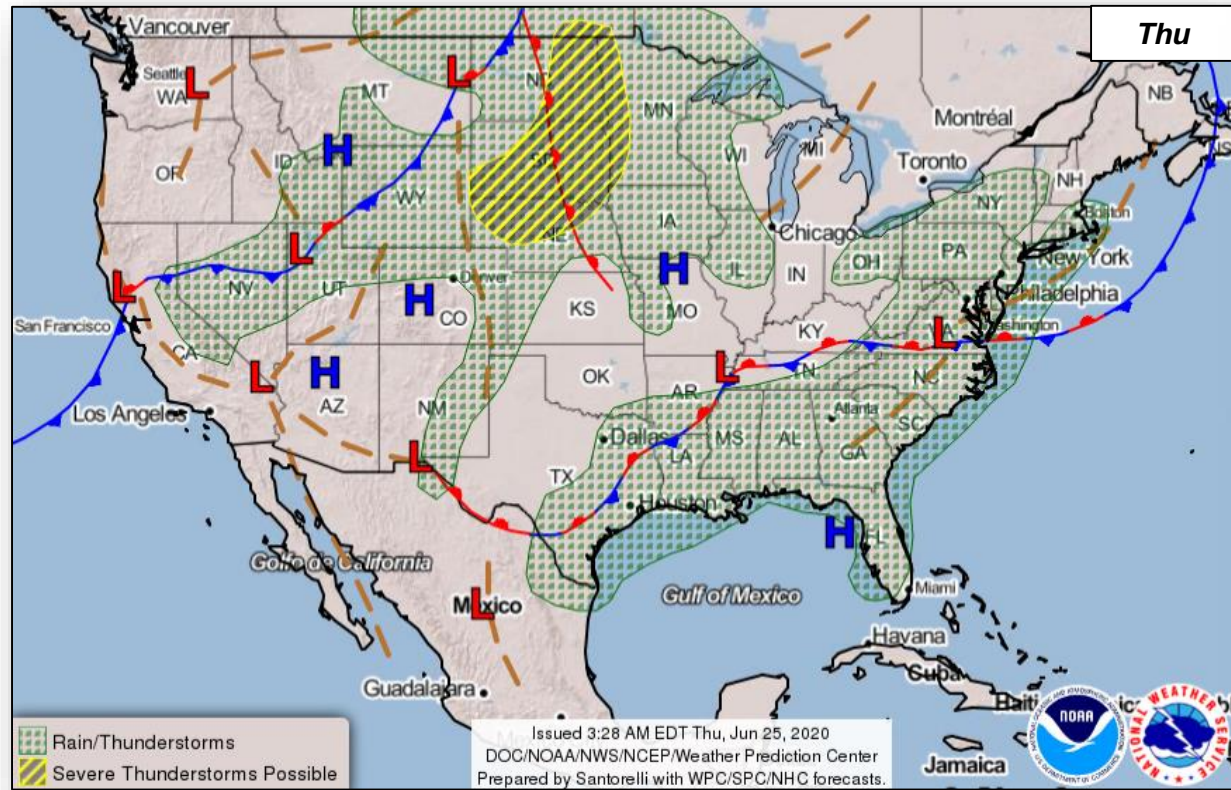 Thu
Vancouver
Seattle
WA
MT
ND
MN
Montréal
NB
NS
OR
ID
WY
SD
WI
MI
Toronto
NH
Boston
NY
IA
Chicago
PA
New York
NE
IL
IN
OH
Philadelphia
Washington
NV
UT
Denver
CO
KS
MO
KY
VA
San Francisco
CA
Los Angeles
AZ
NM
OK
AR
TN
NC
SC
Atlanta
Dallas
MS
AL
GA
LA
TX
Houston
FL
L
L
L
L
L
L
L
L
L
H
H
H
H
H
Golfo de California
México
Gulf of Mexico
Miami
Havana
Cuba
Guadalajara
Jamaica
Rain/Thunderstorms
Severe Thunderstorms Possible
Issued 3:28 AM EDT Thu, Jun 25, 2020
DOC/NOAA/NWS/NCEP/Weather Prediction Center
Prepared by Santorelli with WPC/SPC/NHC forecasts.
NOAA
NATIONAL WEATHER SERVICE